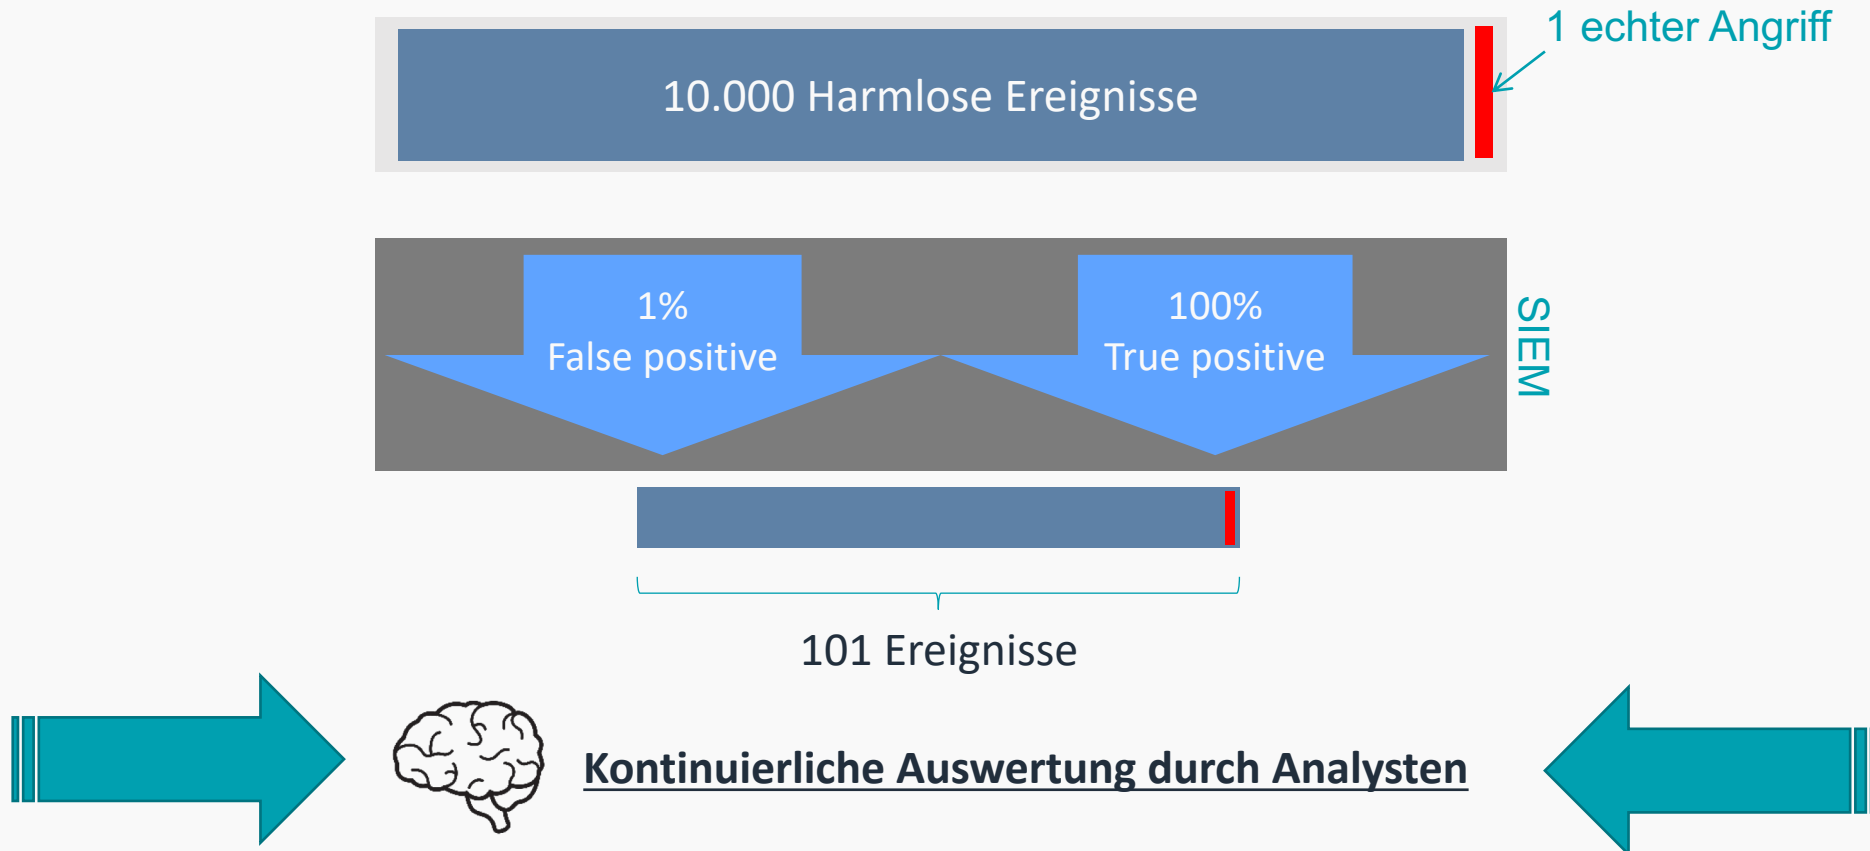 1 echter Angriff
10.000 Harmlose Ereignisse
1%
False positive
100%
True positive
SIEM
101 Ereignisse
Kontinuierliche Auswertung durch Analysten